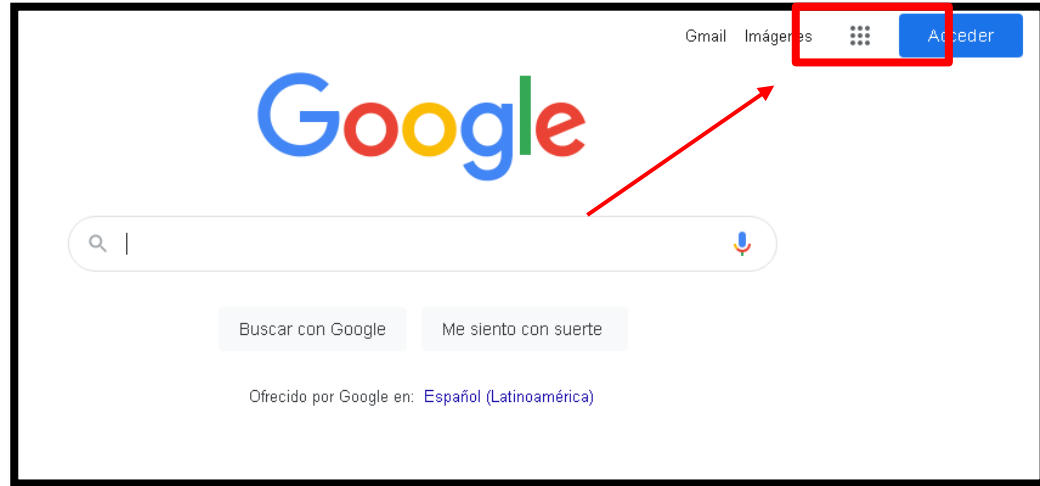 Gmail Imágenes Acceder
Google
Buscar con Google Me siento con suerte
Ofrecido por Google en: Español (Latinoamérica)